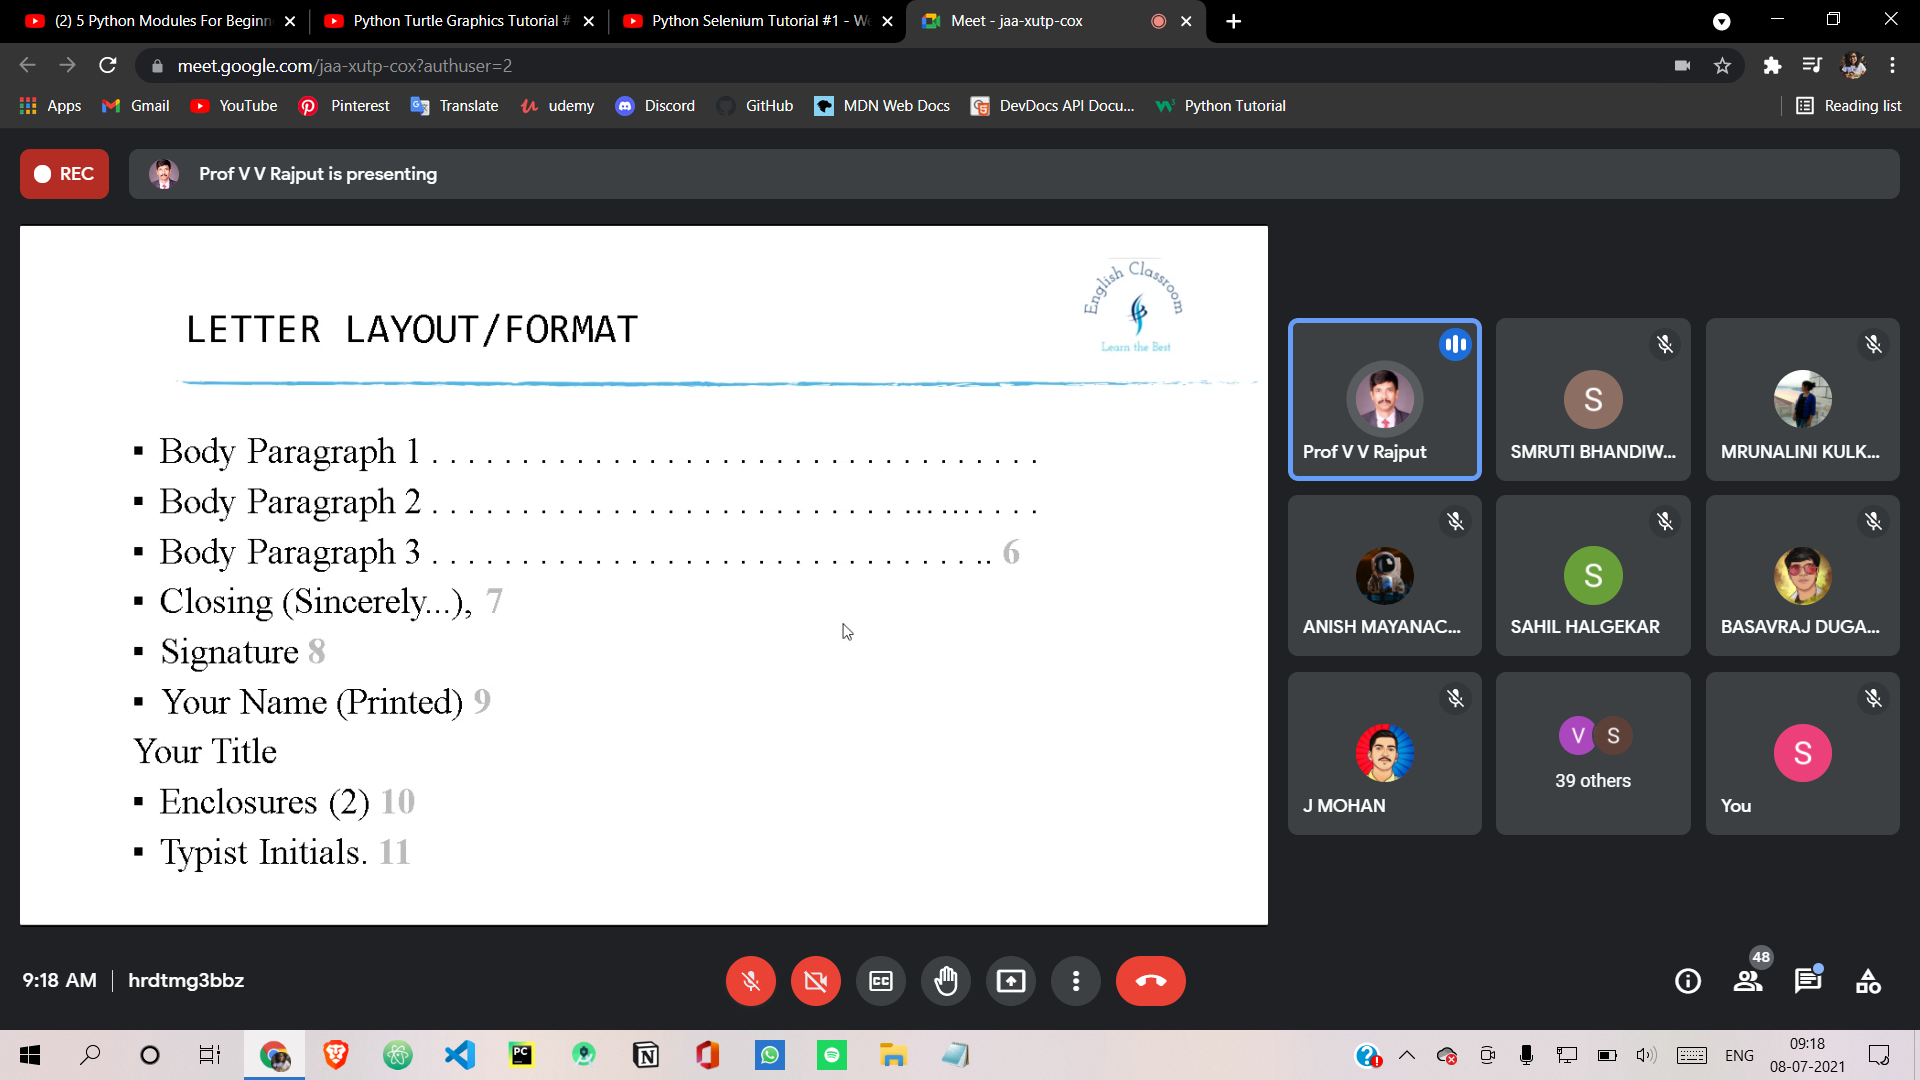 (2) 5 Python Modules For Beginn
Python Turtle Graphics Tutorial #
Python Selenium Tutorial #1 - We
Meet - jaa-xutp-cox
meet.google.com/jaa-xutp-cox?authuser=2
Apps
Gmail
YouTube
Pinterest
Translate
udemy
Discord
GitHub
MDN Web Docs
DevDocs API Docu...
Python Tutorial
Reading list
REC
Prof V V Rajput is presenting
English Classroom
Learn the Best
LETTER LAYOUT/FORMAT
▪ Body Paragraph 1 . . . . . . . . . . . . . . . . . . . . . . . . . . . . . . . . . .
▪ Body Paragraph 2 . . . . . . . . . . . . . . . . . . . . . . . . . . ... ... . . . .
▪ Body Paragraph 3 . . . . . . . . . . . . . . . . . . . . . . . . . . . . . . .. 6
▪ Closing (Sincerely...), 7
▪ Signature 8
▪ Your Name (Printed) 9
Your Title
▪ Enclosures (2) 10
▪ Typist Initials. 11
Prof V V Rajput
S
SMRUTI BHANDIW...
MRUNALINI KULK...
ANISH MAYANAC...
S
SAHIL HALGEKAR
BASAVRAJ DUGA...
J MOHAN
V S
39 others
S
You
9:18 AM | hrdtmg3bbz
CC
48
PC
ENG
09:18
08-07-2021